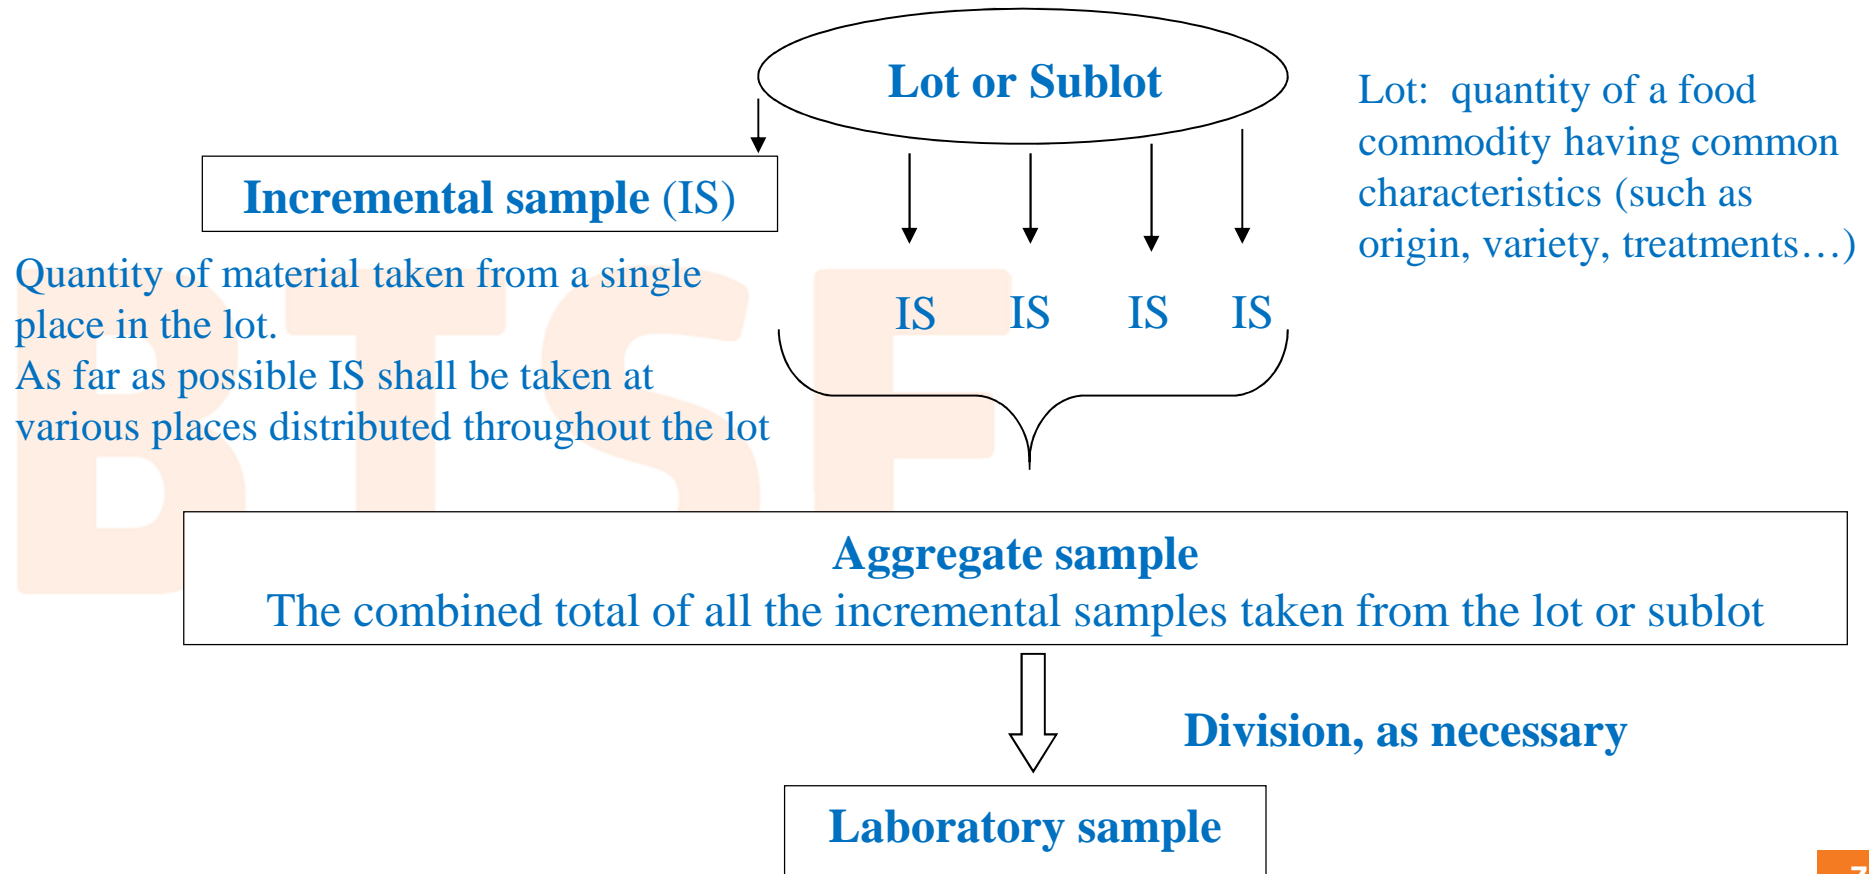 Lot or Sublot
Lot: quantity of a food
commodity having common
characteristics (such as
origin, variety, treatments…)
Incremental sample (IS)
Quantity of material taken from a single
place in the lot.
As far as possible IS shall be taken at
various places distributed throughout the lot
IS IS IS IS
BTSF
Aggregate sample
The combined total of all the incremental samples taken from the lot or sublot
Division, as necessary
Laboratory sample
7